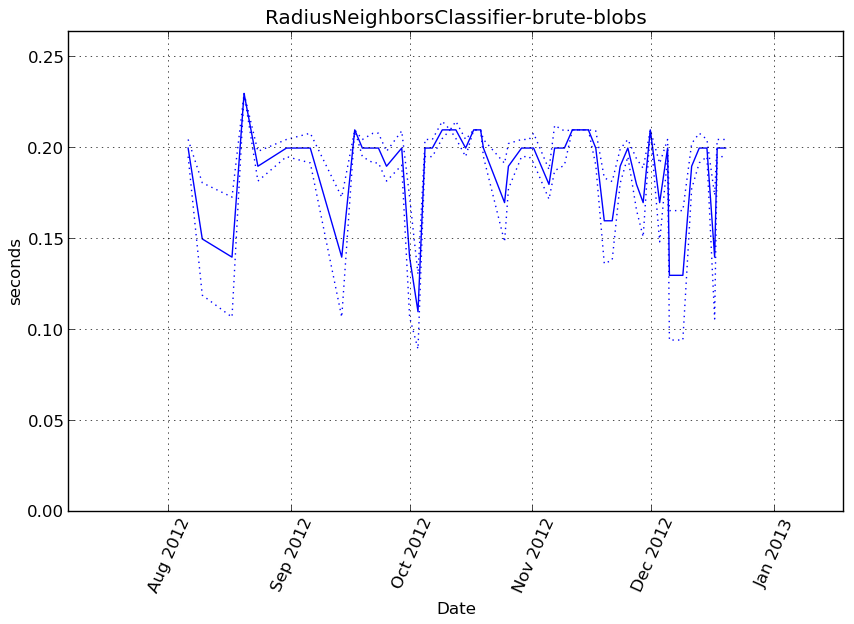 RadiusNeighborsClassifier-brute-blobs
0.25
0.20
0.15
0.10
0.05
0.00
seconds
Aug 2012
Sep 2012
Oct 2012
Nov 2012
Dec 2012
Jan 2013
Date